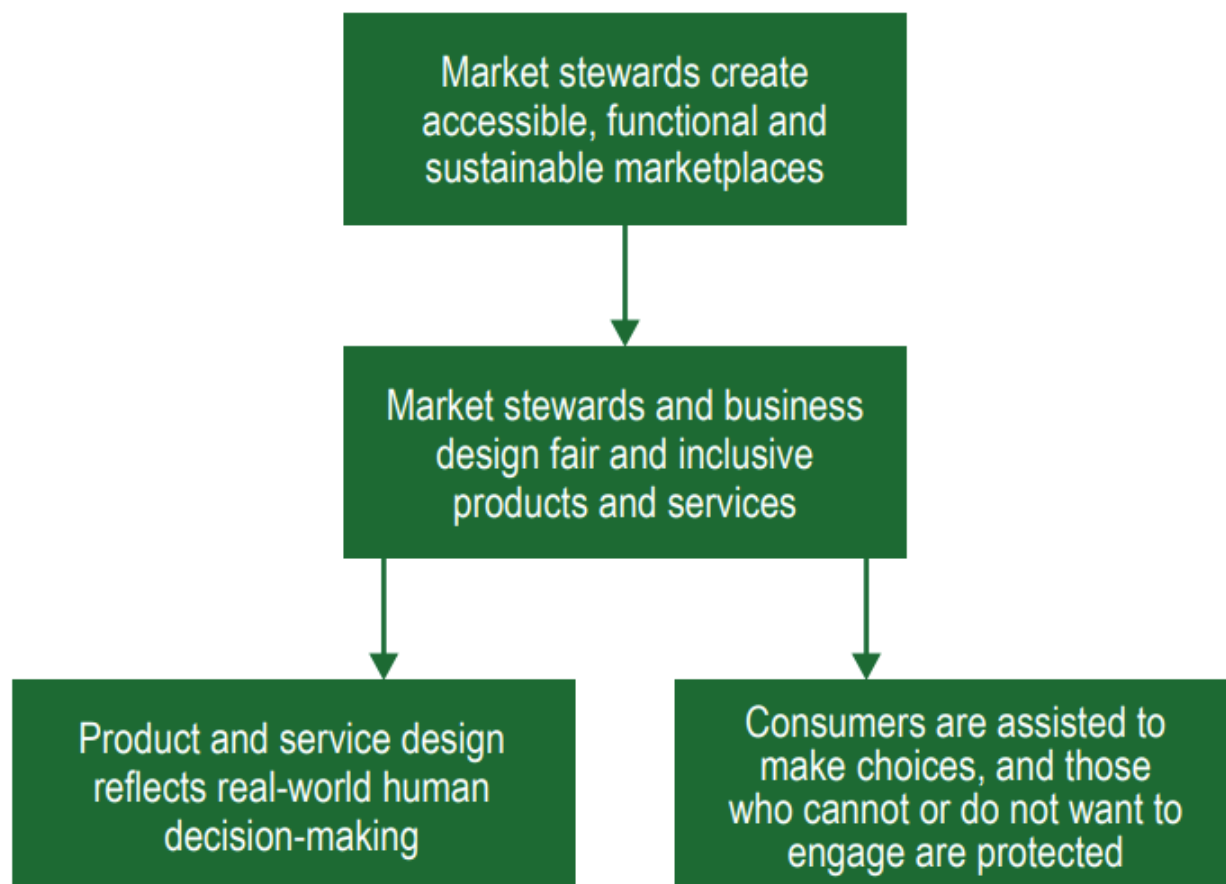 Market stewards create
accessible, functional and
sustainable marketplaces
Market stewards and business
design fair and inclusive
products and services
Product and service design
reflects real-world human
decision-making
Consumers are assisted to
make choices, and those
who cannot or do not want to
engage are protected